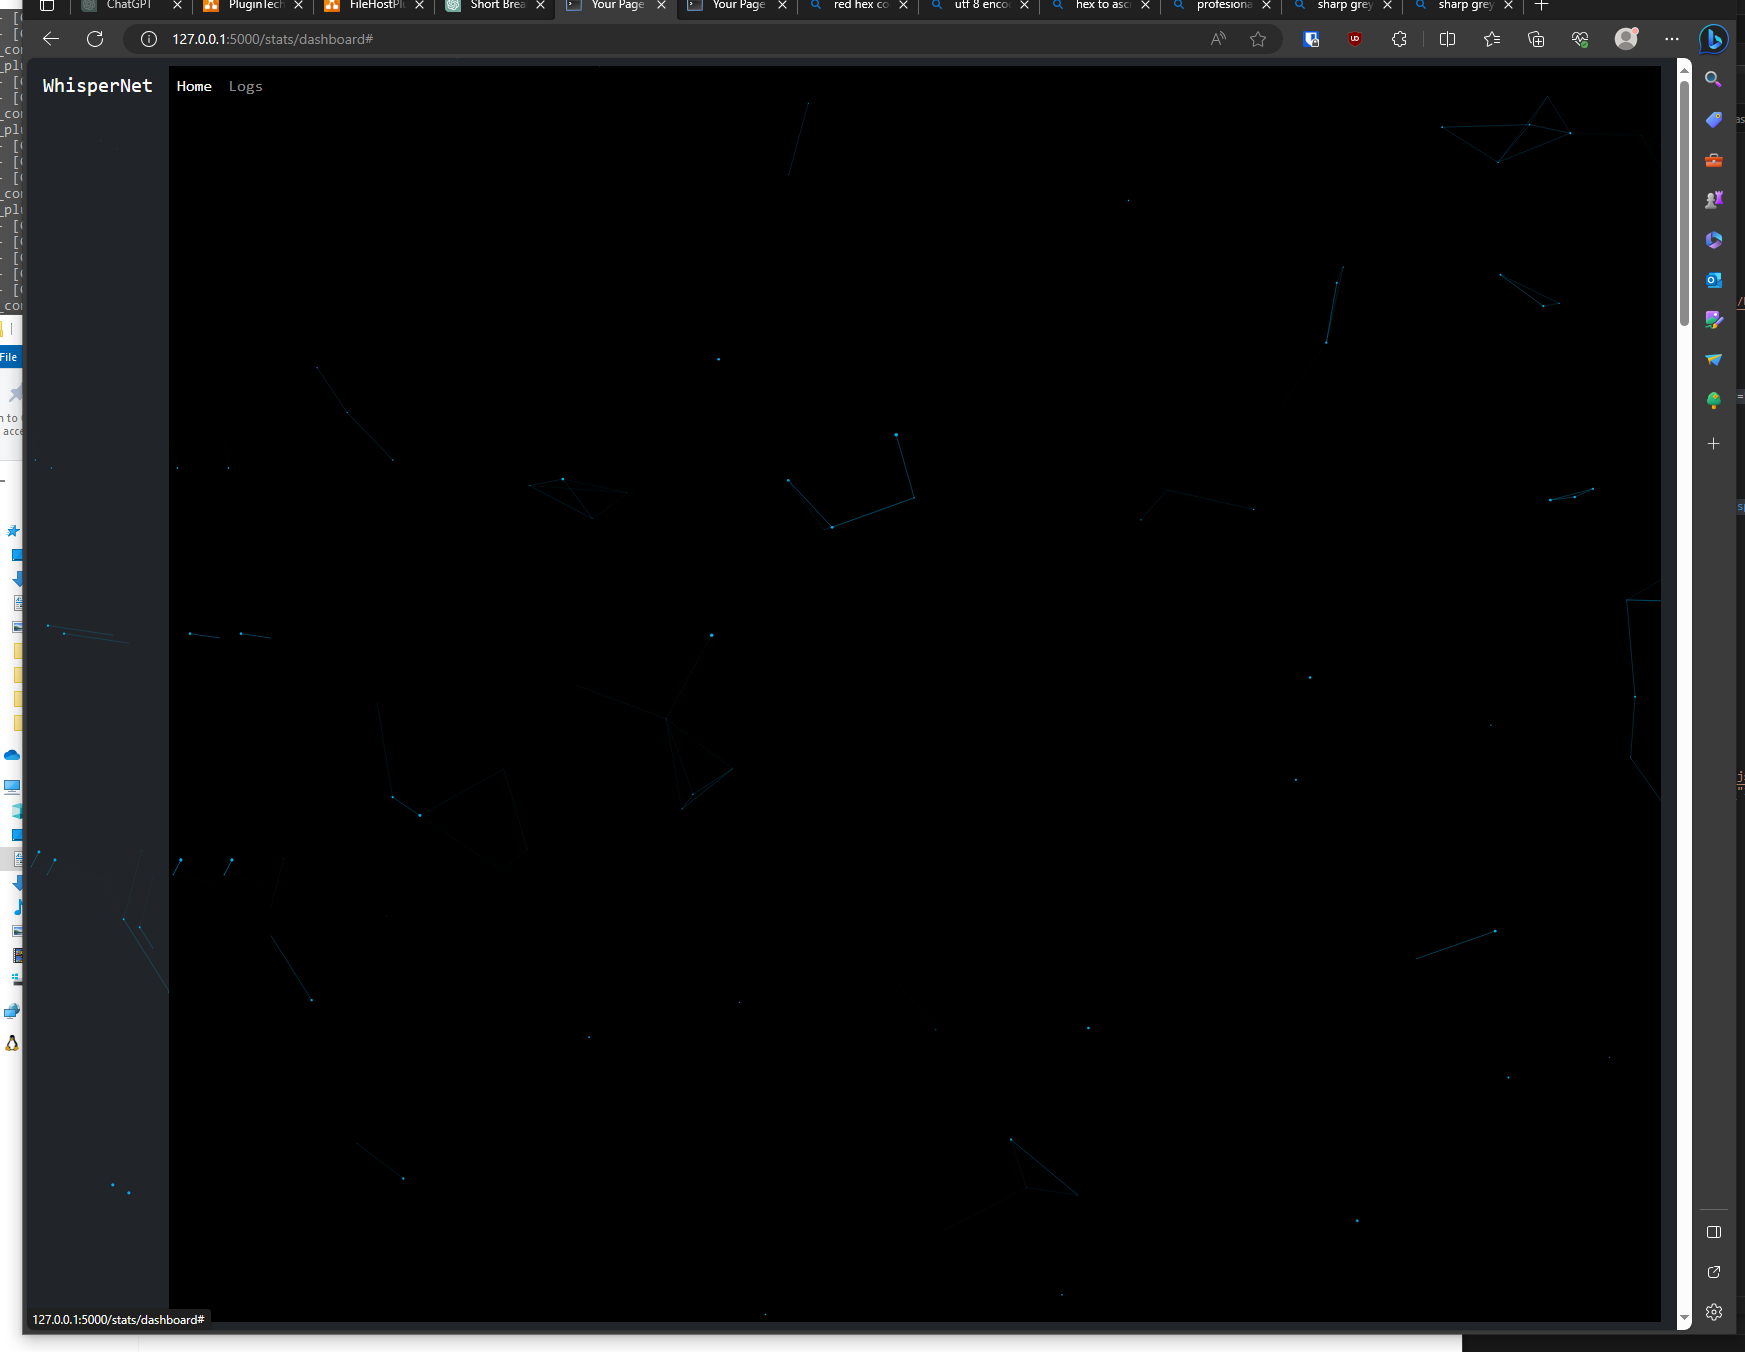 ChatGPT
PluginTech
FileHostPl
Short Brea
Your Page
Your Page
red hex co
utf 8 enco
hex to asc
profesiona
sharp grey
sharp grey
127.0.0.1:5000/stats/dashboard#
WhisperNet
Home
Logs
File
acce
127.0.0.1:5000/stats/dashboard#